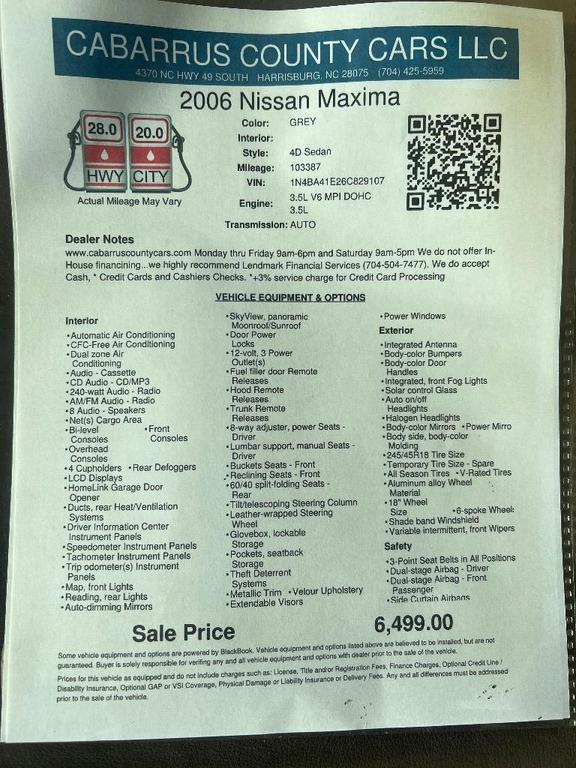 CABARRUS COUNTY CARS LLC
4370 NC HWY 49 SOUTH HARRISBURG, NC 28075 (704) 425-5959
2006 Nissan Maxima
28.0 20.0
HWY CITY
Actual Mileage May Vary
Color: GREY
Interior:
Style: 4D Sedan
Mileage: 103387
VIN: 1N4BA41E26C829107
Engine: 3.5L V6 MPI DOHC
3.5L
Transmission: AUTO
Dealer Notes
www.cabarruscountycars.com Monday thru Friday 9am-6pm and Saturday 9am-5pm We do not offer In-
House financining...we highly recommend Lendmark Financial Services (704-504-7477). We do accept
Cash, * Credit Cards and Cashiers Checks. *+3% service charge for Credit Card Processing
VEHICLE EQUIPMENT & OPTIONS
Interior
•Automatic Air Conditioning
•CFC-Free Air Conditioning
•Dual zone Air
Conditioning
•Audio - Cassette
•CD Audio - CD/MP3
•240-watt Audio - Radio
•AM/FM Audio - Radio
•8 Audio - Speakers
•Net(s) Cargo Area
•Bi-level •Front
Consoles Consoles
•Overhead
Consoles
•4 Cupholders •Rear Defoggers
•LCD Displays
•HomeLink Garage Door
Opener
•Ducts, rear Heat/Ventilation
Systems
•Driver Information Center
Instrument Panels
•Speedometer Instrument Panels
•Tachometer Instrument Panels
•Trip odometer(s) Instrument
Panels
•Map, front Lights
•Reading, rear Lights
•Auto-dimming Mirrors
•SkyView, panoramic
Moonroof/Sunroof
•Door Power
Locks
•12-volt, 3 Power
Outlet(s)
•Fuel filler door Remote
Releases
•Hood Remote
Releases
•Trunk Remote
Releases
•8-way adjuster, power Seats -
Driver
•Lumbar support, manual Seats -
Driver
•Buckets Seats - Front
•Reclining Seats - Front
•60/40 split-folding Seats -
Rear
•Tilt/telescoping Steering Column
•Leather-wrapped Steering
Wheel
•Glovebox, lockable
Storage
•Pockets, seatback
Storage
•Theft Deterrent
Systems
•Metallic Trim •Velour Upholstery
•Extendable Visors
•Power Windows
Exterior
•Integrated Antenna
•Body-color Bumpers
•Body-color Door
Handles
•Integrated, front Fog Lights
•Solar control Glass
•Auto on/off
Headlights
•Halogen Headlights
•Body-color Mirrors •Power Mirro
•Body side, body-color
Molding
•245/45R18 Tire Size
•Temporary Tire Size - Spare
•All Season Tires •V-Rated Tires
•Aluminum alloy Wheel
Material
•18" Wheel
Size •6-spoke Wheels
•Shade band Windshield
•Variable intermittent, front Wipers
Safety
•3-Point Seat Belts in All Positions
•Dual-stage Airbag - Driver
•Dual-stage Airbag - Front
Passenger
•Side Curtain Airbags
Sale Price 6,499.00
Some vehicle equipment and options are powered by BlackBook. Vehicle equipment and options listed above are believed to be installed, but are not
guaranteed. Buyer is solely responsible for verifying any and all vehicle equipment and options with dealer prior to the sale of the vehicle.
Prices for this vehicle as equipped and do not include charges such as: License, Title and/or Registration Fees, Finance Charges, Optional Credit Line /
Disability Insurance, Optional GAP or VSI Coverage, Physical Damage or Liability Insurance or Delivery Fees. Any and all differences must be addressed
prior to the sale of the vehicle.